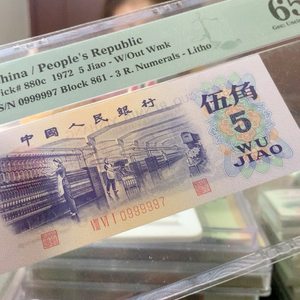 65
China / People's Republic
Pick# 880c 1972 5 Jiao - W/Out Wmk
S/N 0999997 Block 861 - 3 R. Numerals - Litho
中国人民银行
伍角
5
WU
JIAO
0999997